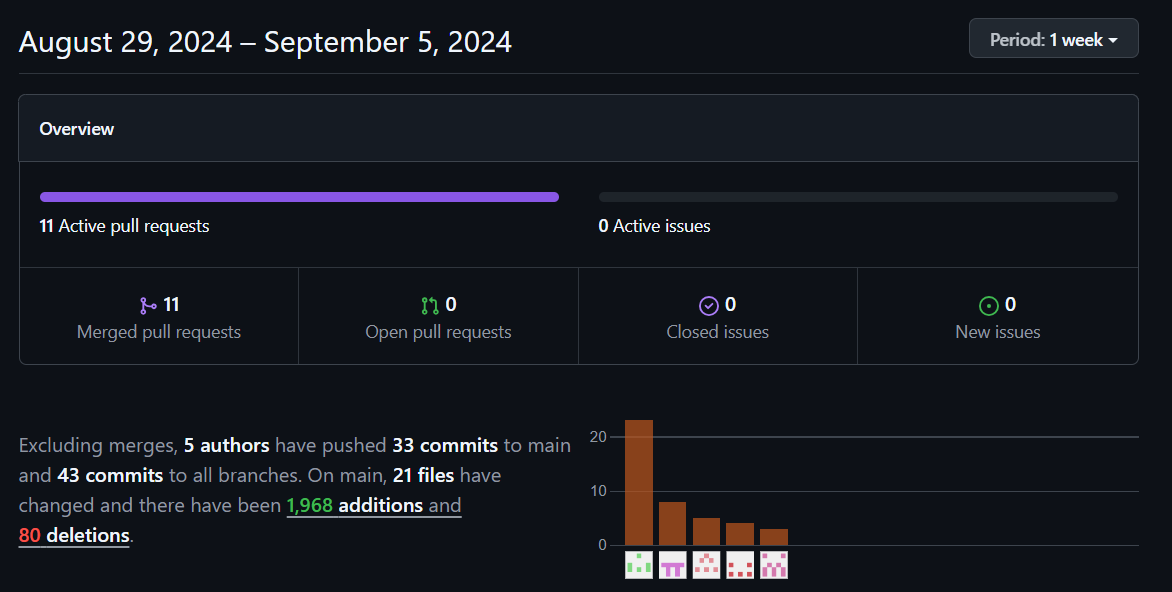 August 29, 2024 – September 5, 2024
Period: 1 week
Overview
11 Active pull requests
0 Active issues
11
Merged pull requests
0
Open pull requests
0
Closed issues
0
New issues
Excluding merges, 5 authors have pushed 33 commits to main
and 43 commits to all branches. On main, 21 files have
changed and there have been 1,968 additions and
80 deletions.
20
10
0